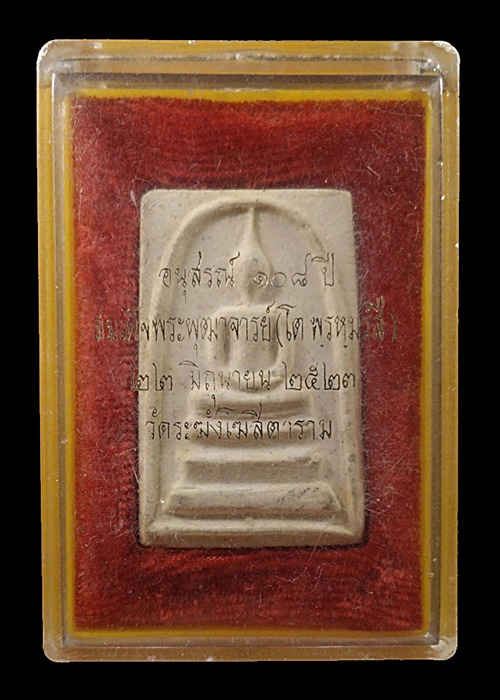 อนุสรณ์ ๑๐๘ ปี
สมเด็จพระพุฒาจารย์(โต พรหมรังสี)
๒๒ มิถุนายน ๒๕๒๓
วัดระฆังโฆสิตาราม